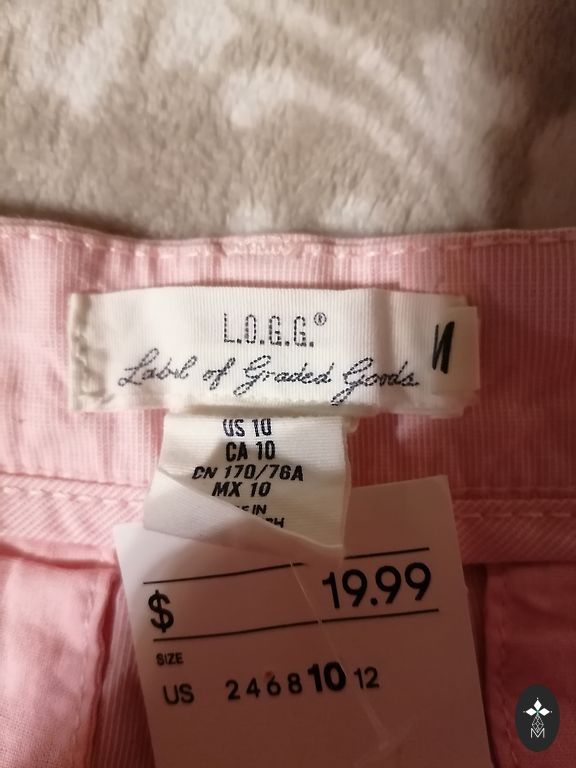 L.O.G.G.®
Label of Graded Goods
US 10
CA 10
CN 170/76A
MX 10
IN
$ 19.99
SIZE
US 2 4 6 8 10 12
M